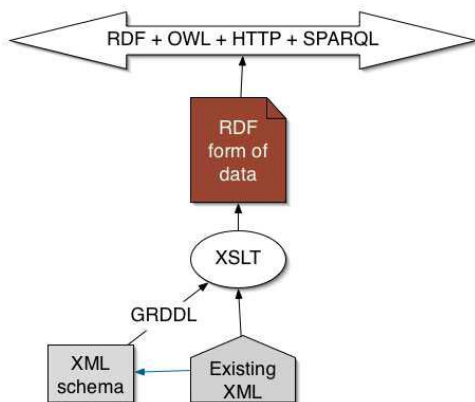 RDF + OWL + HTTP + SPARQL
RDF
form of
data
XSLT
GRDDL
XML
schema
Existing
XML